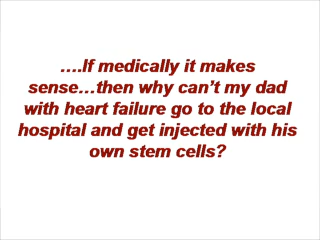 ….If medically it makes
sense…then why can't my dad
with heart failure go to the local
hospital and get injected with his
own stem cells?